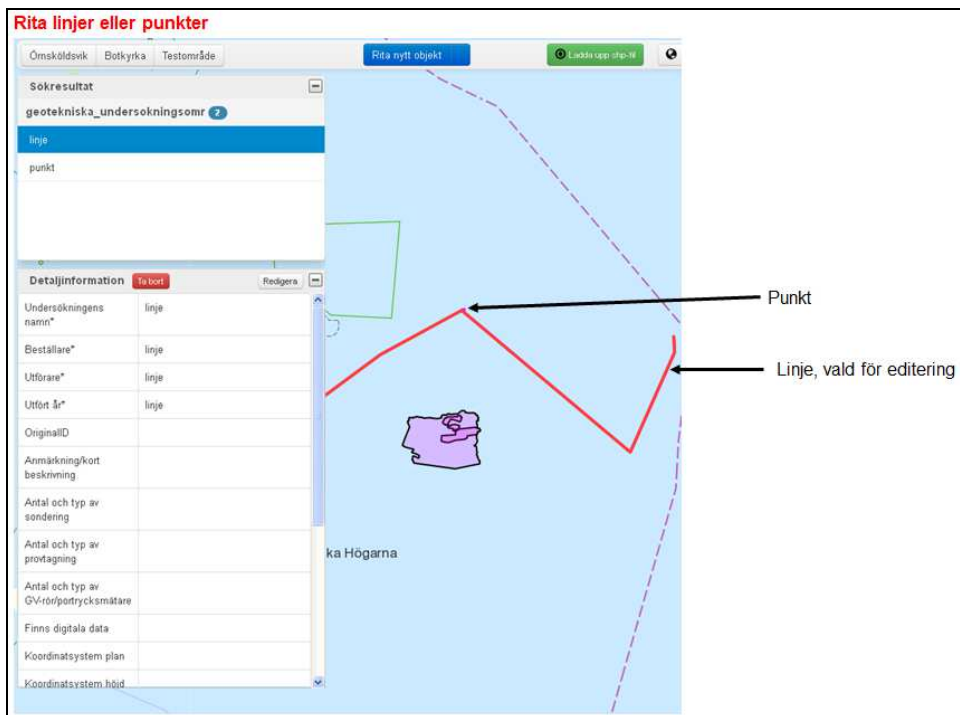 Rita linjer eller punkter
Örnsköldsvik Botkyrka Testområde
Rita nytt objekt
Ladda upp shp-fil
Sökresultat
geotekniska_undersokningsomr 2
linje
punkt
Detaljinformation Ta bort Redigera
Undersökningens
namn*
linje
Beställare* linje
Utförare* linje
Utfört år* linje
OriginalID
Anmärkning/kort
beskrivning
Antal och typ av
sondering
Antal och typ av
provtagning
Antal och typ av
GV-rör/portrycksmätare
Finns digitala data
Koordinatsystem plan
Koordinatsystem höjd
ka Högarna
Punkt
Linje, vald för editering